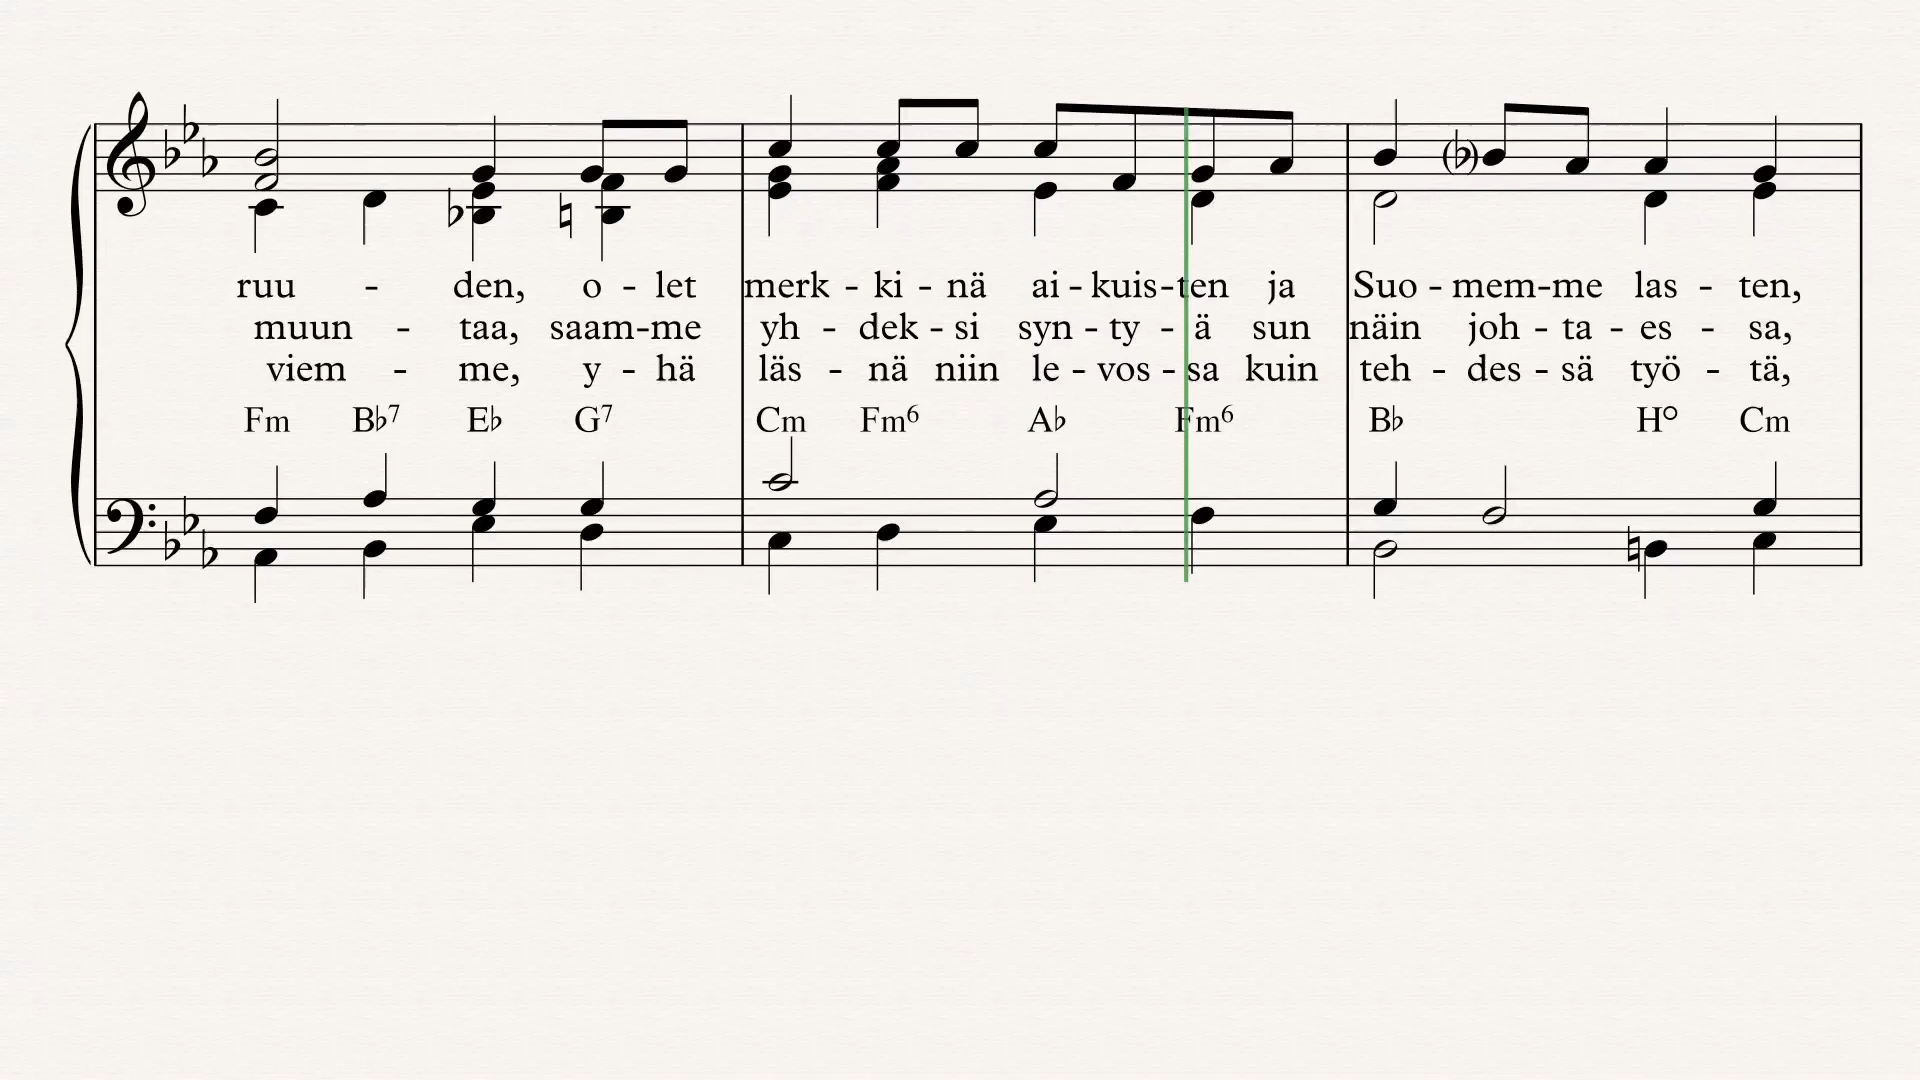 ruu - den, o - let merk - ki - nä ai - kuis - ten ja Suo - mem - me las - ten,
muun - taa, saam - me yh - dek - si syn - ty - ä sun näin joh - ta - es - sa,
viem - me, y - hä läs - nä niin le - vos - sa kuin teh - des - sä työ - tä,
Fm B♭7 E♭ G7 Cm Fm6 A♭ Fm6 B♭ H° Cm